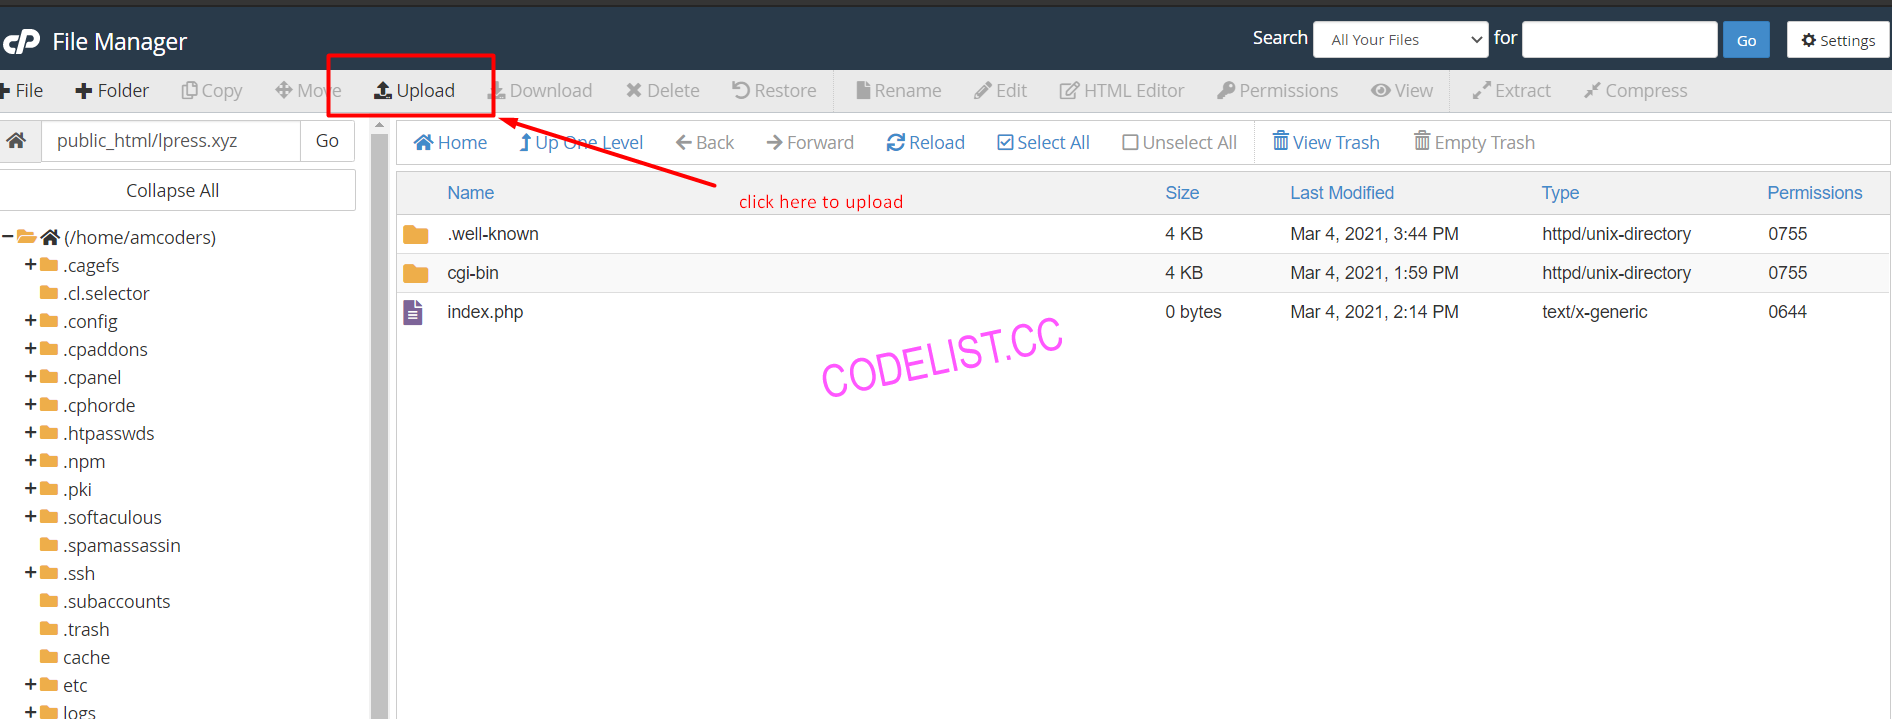 cP File Manager
Search All Your Files for Go Settings
File Folder Copy Move Upload Download Delete Restore Rename Edit HTML Editor Permissions View Extract Compress
public_html/lpress.xyz Go Home Up One Level Back Forward Reload Select All Unselect All View Trash Empty Trash
Collapse All
Name Size Last Modified Type Permissions
click here to upload
.well-known 4 KB Mar 4, 2021, 3:44 PM httpd/unix-directory 0755
cgi-bin 4 KB Mar 4, 2021, 1:59 PM httpd/unix-directory 0755
index.php 0 bytes Mar 4, 2021, 2:14 PM text/x-generic 0644
CODELIST.CC
(/home/amcoders)
.cagefs
.cl.selector
.config
.cpaddons
.cpanel
.cphorde
.htpasswds
.npm
.pki
.softaculous
.spamassassin
.ssh
.subaccounts
.trash
cache
etc
logs